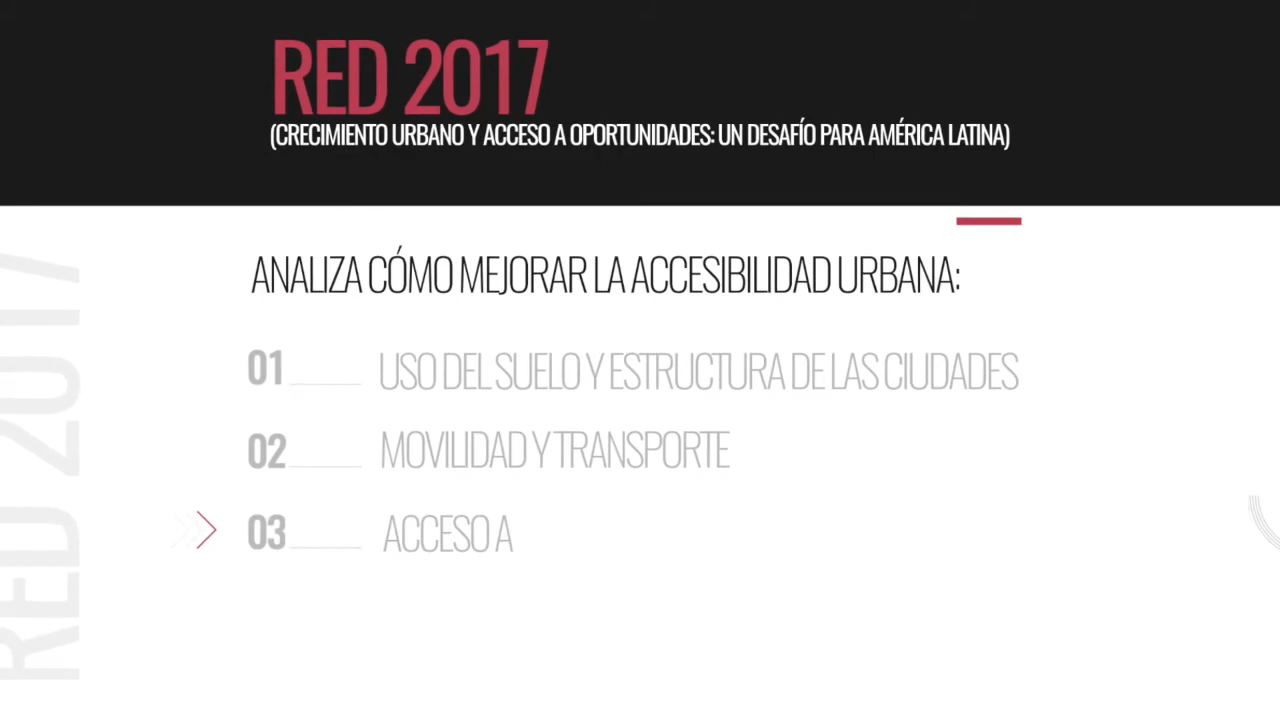 RED 2017
(CRECIMIENTO URBANO Y ACCESO A OPORTUNIDADES: UN DESAFÍO PARA AMÉRICA LATINA)
ANALIZA CÓMO MEJORAR LA ACCESIBILIDAD URBANA:
01 USO DEL SUELO Y ESTRUCTURA DE LAS CIUDADES
02 MOVILIDAD Y TRANSPORTE
03 ACCESO A
RED 2017